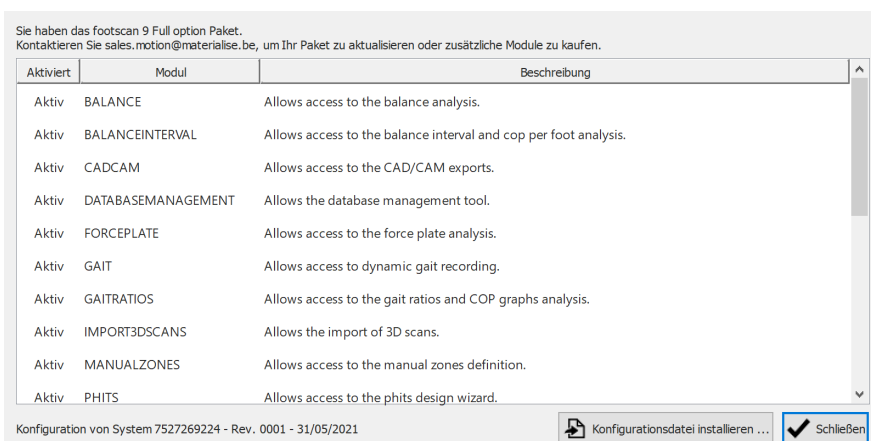 Sie haben das footscan 9 Full option Paket.
Kontaktieren Sie sales.motion@materialise.be, um Ihr Paket zu aktualisieren oder zusätzliche Module zu kaufen.
Aktiviert Modul Beschreibung
Aktiv BALANCE Allows access to the balance analysis.
Aktiv BALANCEINTERVAL Allows access to the balance interval and cop per foot analysis.
Aktiv CADCAM Allows access to the CAD/CAM exports.
Aktiv DATABASEMANAGEMENT Allows the database management tool.
Aktiv FORCEPLATE Allows access to the force plate analysis.
Aktiv GAIT Allows access to dynamic gait recording.
Aktiv GAITRATIOS Allows access to the gait ratios and COP graphs analysis.
Aktiv IMPORT3DSCANS Allows the import of 3D scans.
Aktiv MANUALZONES Allows access to the manual zones definition.
Aktiv PHITS Allows access to the phits design wizard.
Konfiguration von System 7527269224 - Rev. 0001 - 31/05/2021 Konfigurationsdatei installieren ... Schließen